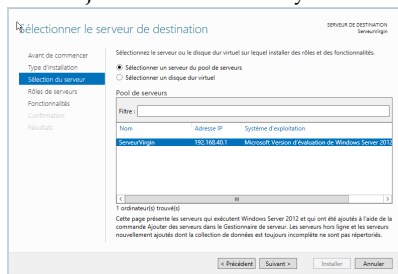 Sélectionner le serveur de destination
SERVEUR DE DESTINATION
ServeurVirgin
Avant de commencer
Type d'installation
Sélection du serveur
Rôles de serveurs
Fonctionnalités
Confirmation
Résultats
Sélectionnez le serveur ou le disque dur virtuel sur lequel installer des rôles et des fonctionnalités.
Sélectionner un serveur du pool de serveurs
Sélectionner un disque dur virtuel
Pool de serveurs
Filtre :
Nom Adresse IP Système d'exploitation
ServeurVirgin 192.168.40.1 Microsoft Version d'évaluation de Windows Server 2012
1 ordinateur(s) trouvé(s)
Cette page présente les serveurs qui exécutent Windows Server 2012 et qui ont été ajoutés à l'aide de la
commande Ajouter des serveurs dans le Gestionnaire de serveur. Les serveurs hors ligne et les serveurs
nouvellement ajoutés dont la collection de données est toujours incomplète ne sont pas répertoriés.
< Précédent Suivant > Installer Annuler